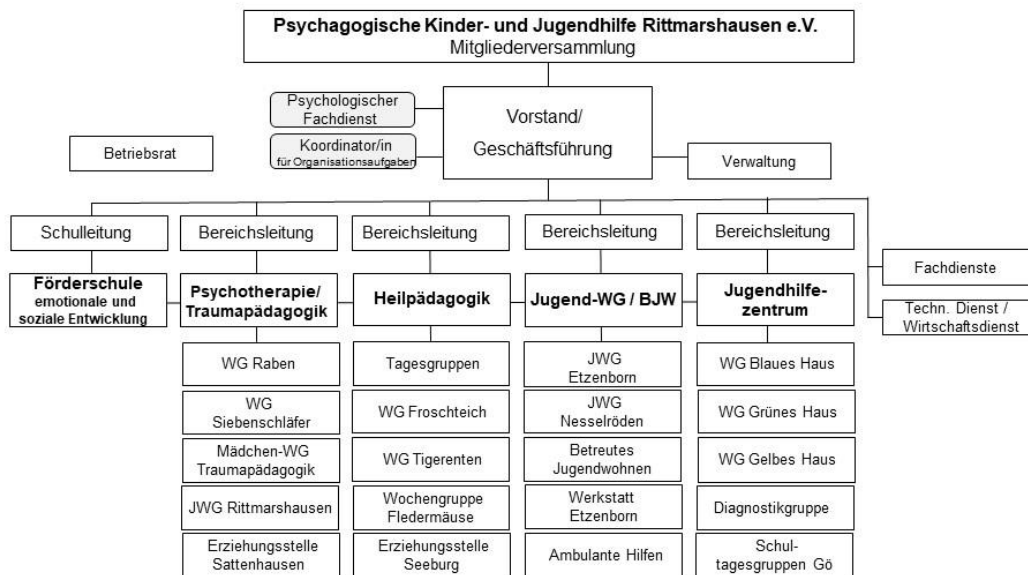 Psychagogische Kinder- und Jugendhilfe Rittmarshausen e.V.
Mitgliederversammlung
Psychologischer
Fachdienst
Vorstand/
Geschäftsführung
Koordinator/in
für Organisationsaufgaben
Betriebsrat
Verwaltung
Schulleitung
Bereichsleitung
Bereichsleitung
Bereichsleitung
Bereichsleitung
Fachdienste
Techn. Dienst /
Wirtschaftsdienst
Förderschule
emotionale und
soziale Entwicklung
Psychotherapie/
Traumapädagogik
Heilpädagogik
Jugend-WG / BJW
Jugendhilfe-
zentrum
WG Raben
WG
Siebenschläfer
Mädchen-WG
Traumapädagogik
JWG Rittmarshausen
Erziehungsstelle
Sattenhausen
Tagesgruppen
WG Froschteich
WG Tigerenten
Wochengruppe
Fledermäuse
Erziehungsstelle
Seeburg
JWG
Etzenborn
JWG
Nesselröden
Betreutes
Jugendwohnen
Werkstatt
Etzenborn
Ambulante Hilfen
WG Blaues Haus
WG Grünes Haus
WG Gelbes Haus
Diagnostikgruppe
Schul-
tagesgruppen Gö